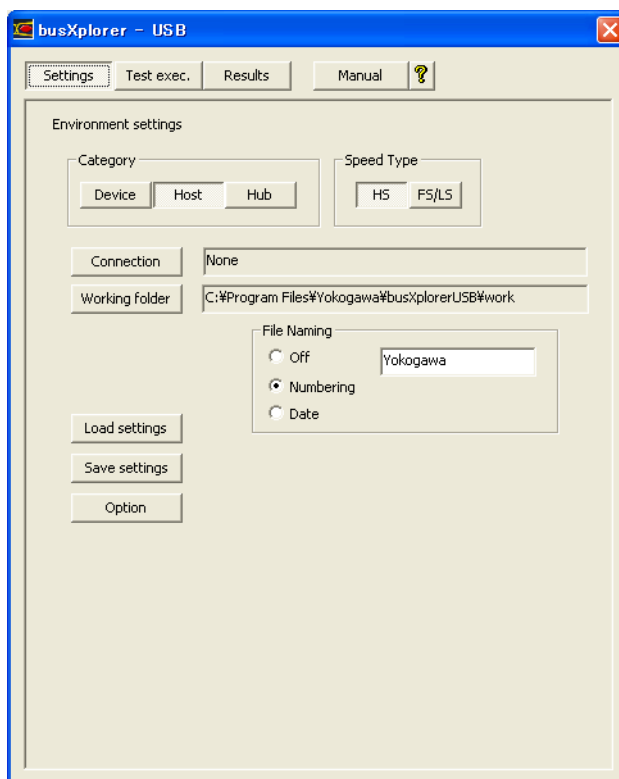 busXplorer - USB
Settings Test exec. Results Manual ?
Environment settings
Category
Device Host Hub
Speed Type
HS FS/LS
Connection None
Working folder C:¥Program Files¥Yokogawa¥busXplorerUSB¥work
File Naming
Off Yokogawa
Numbering
Date
Load settings
Save settings
Option